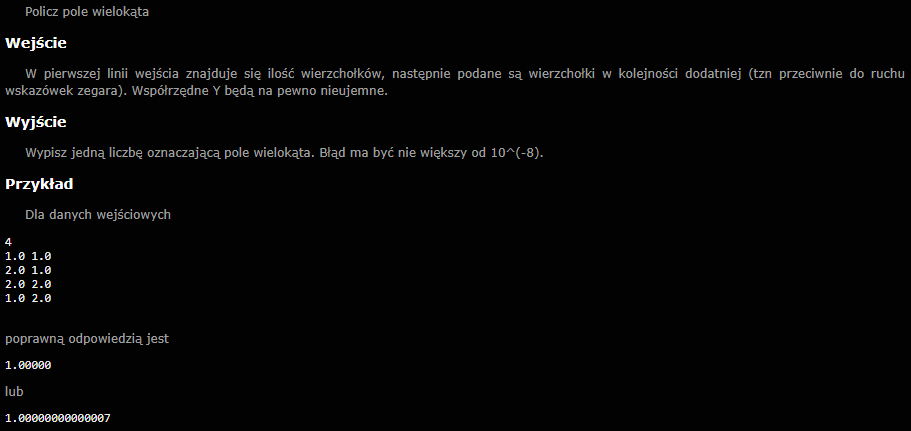 Policz pole wielokąta
Wejście
W pierwszej linii wejścia znajduje się ilość wierzchołków, następnie podane są wierzchołki w kolejności dodatniej (tzn przeciwnie do ruchu
wskazówek zegara). Współrzędne Y będą na pewno nieujemne.
Wyjście
Wypisz jedną liczbę oznaczającą pole wielokąta. Błąd ma być nie większy od 10^(-8).
Przykład
Dla danych wejściowych
4
1.0 1.0
2.0 1.0
2.0 2.0
1.0 2.0
poprawną odpowiedzią jest
1.00000
lub
1.00000000000007